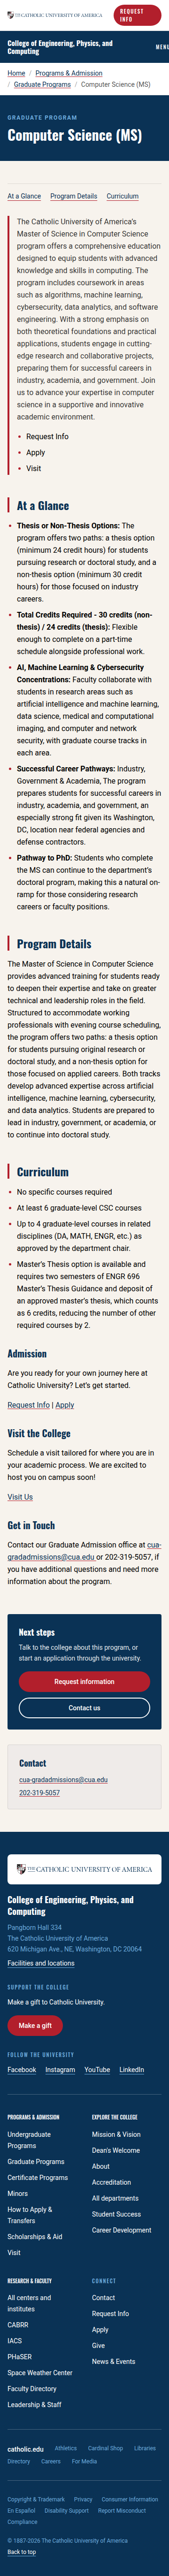 THE CATHOLIC UNIVERSITY OF AMERICA
REQUEST
INFO
College of Engineering, Physics, and
Computing
MENU
Home / Programs & Admission
/ Graduate Programs / Computer Science (MS)
GRADUATE PROGRAM
Computer Science (MS)
At a Glance Program Details Curriculum
The Catholic University of America's
Master of Science in Computer Science
program offers a comprehensive education
designed to equip students with advanced
knowledge and skills in computing. The
program includes coursework in areas
such as algorithms, machine learning,
cybersecurity, data analytics, and software
engineering. With a strong emphasis on
both theoretical foundations and practical
applications, students engage in cutting-
edge research and collaborative projects,
preparing them for successful careers in
industry, academia, and government. Join
us to advance your expertise in computer
science in a supportive and innovative
academic environment.
• Request Info
• Apply
• Visit
At a Glance
• Thesis or Non-Thesis Options: The
program offers two paths: a thesis option
(minimum 24 credit hours) for students
pursuing research or doctoral study, and a
non-thesis option (minimum 30 credit
hours) for those focused on industry
careers.
• Total Credits Required - 30 credits (non-
thesis) / 24 credits (thesis): Flexible
enough to complete on a part-time
schedule alongside professional work.
• AI, Machine Learning & Cybersecurity
Concentrations: Faculty collaborate with
students in research areas such as
artificial intelligence and machine learning,
data science, medical and computational
imaging, and computer and network
security, with graduate course tracks in
each area.
• Successful Career Pathways: Industry,
Government & Academia, The program
prepares students for successful careers in
industry, academia, and government, an
especially strong fit given its Washington,
DC, location near federal agencies and
defense contractors.
• Pathway to PhD: Students who complete
the MS can continue to the department's
doctoral program, making this a natural on-
ramp for those considering research
careers or faculty positions.
Program Details
The Master of Science in Computer Science
provides advanced training for students ready
to deepen their expertise and take on greater
technical and leadership roles in the field.
Structured to accommodate working
professionals with evening course scheduling,
the program offers two paths: a thesis option
for students pursuing original research or
doctoral study, and a non-thesis option for
those focused on applied careers. Both tracks
develop advanced expertise across artificial
intelligence, machine learning, cybersecurity,
and data analytics. Students are prepared to
lead in industry, government, or academia, or
to continue into doctoral study.
Curriculum
• No specific courses required
• At least 6 graduate-level CSC courses
• Up to 4 graduate-level courses in related
disciplines (DA, MATH, ENGR, etc.) as
approved by the department chair.
• Master's Thesis option is available and
requires two semesters of ENGR 696
Master's Thesis Guidance and deposit of
an approved master's thesis, which counts
as 6 credits, reducing the number of other
required courses by 2.
Admission
Are you ready for your own journey here at
Catholic University? Let's get started.
Request Info | Apply
Visit the College
Schedule a visit tailored for where you are in
your academic process. We are excited to
host you on campus soon!
Visit Us
Get in Touch
Contact our Graduate Admission office at cua-
gradadmissions@cua.edu or 202-319-5057, if
you have additional questions and need more
information about the program.
Next steps
Talk to the college about this program, or
start an application through the university.
Request information
Contact us
Contact
cua-gradadmissions@cua.edu
202-319-5057
THE CATHOLIC UNIVERSITY OF AMERICA
College of Engineering, Physics, and
Computing
Pangborn Hall 334
The Catholic University of America
620 Michigan Ave., NE, Washington, DC 20064
Facilities and locations
SUPPORT THE COLLEGE
Make a gift to Catholic University.
Make a gift
FOLLOW THE UNIVERSITY
Facebook Instagram YouTube LinkedIn
PROGRAMS & ADMISSION
Undergraduate
Programs
Graduate Programs
Certificate Programs
Minors
How to Apply &
Transfers
Scholarships & Aid
Visit
EXPLORE THE COLLEGE
Mission & Vision
Dean's Welcome
About
Accreditation
All departments
Student Success
Career Development
RESEARCH & FACULTY
All centers and
institutes
CABRR
IACS
PHaSER
Space Weather Center
Faculty Directory
Leadership & Staff
CONNECT
Contact
Request Info
Apply
Give
News & Events
catholic.edu Athletics Cardinal Shop Libraries
Directory Careers For Media
Copyright & Trademark Privacy Consumer Information
En Español Disability Support Report Misconduct
Compliance
© 1887-2026 The Catholic University of America
Back to top